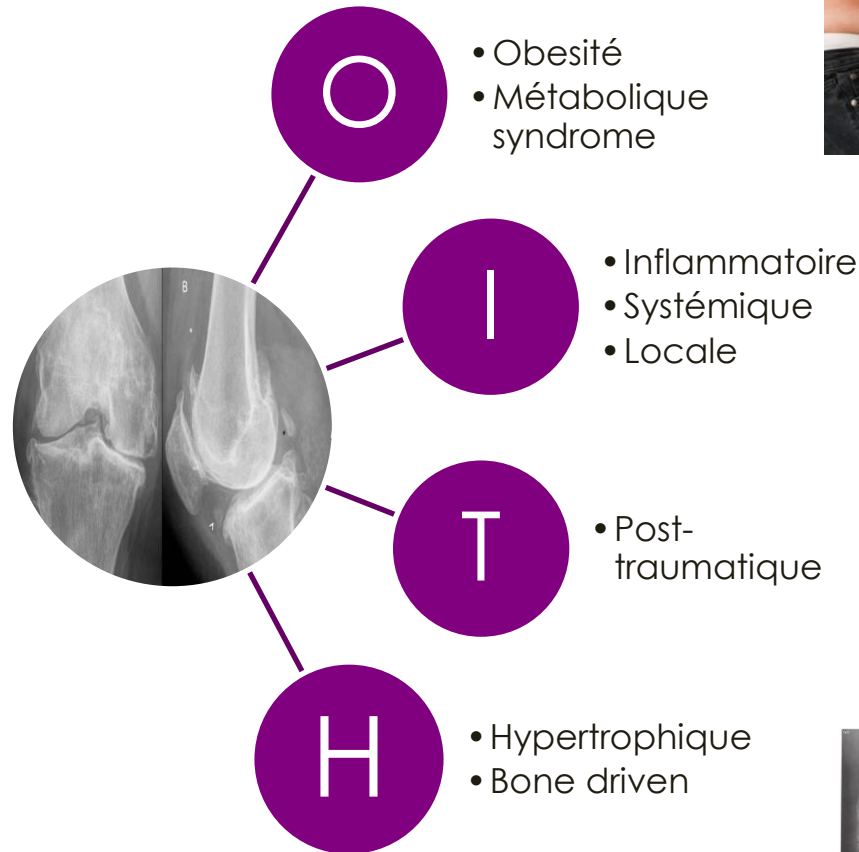 O
• Obesité
• Métabolique
syndrome
I
• Inflammatoire
• Systémique
• Locale
B
T
• Post-
traumatique
H
• Hypertrophique
• Bone driven